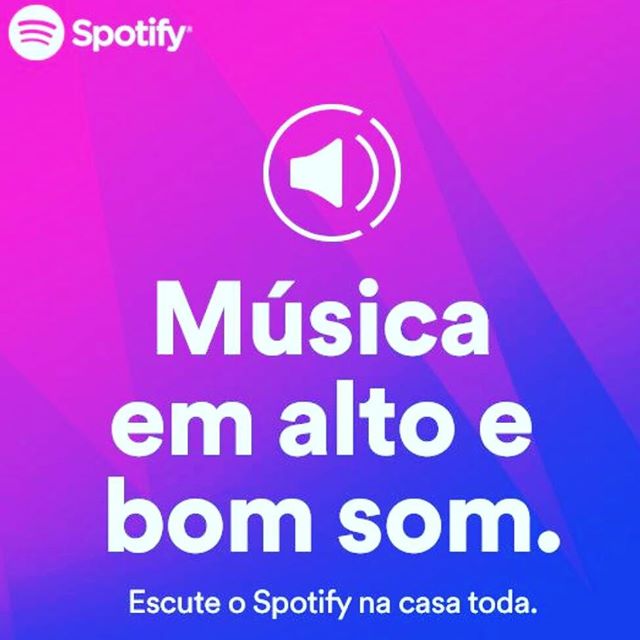 Spotify®
Música
em alto e
bom som.
Escute o Spotify na casa toda.